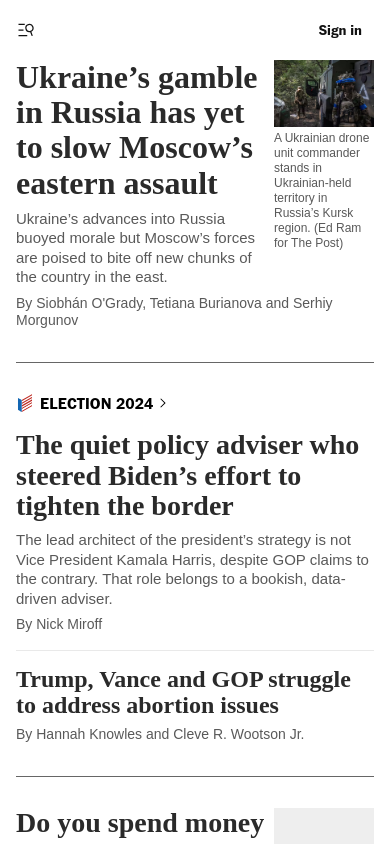 Sign in
Ukraine’s gamble
in Russia has yet
to slow Moscow’s
eastern assault
Ukraine’s advances into Russia
buoyed morale but Moscow’s forces
are poised to bite off new chunks of
the country in the east.
By Siobhán O'Grady, Tetiana Burianova and Serhiy
Morgunov
A Ukrainian drone
unit commander
stands in
Ukrainian-held
territory in
Russia’s Kursk
region. (Ed Ram
for The Post)
ELECTION 2024
The quiet policy adviser who
steered Biden’s effort to
tighten the border
The lead architect of the president’s strategy is not
Vice President Kamala Harris, despite GOP claims to
the contrary. That role belongs to a bookish, data-
driven adviser.
By Nick Miroff
Trump, Vance and GOP struggle
to address abortion issues
By Hannah Knowles and Cleve R. Wootson Jr.
Do you spend money